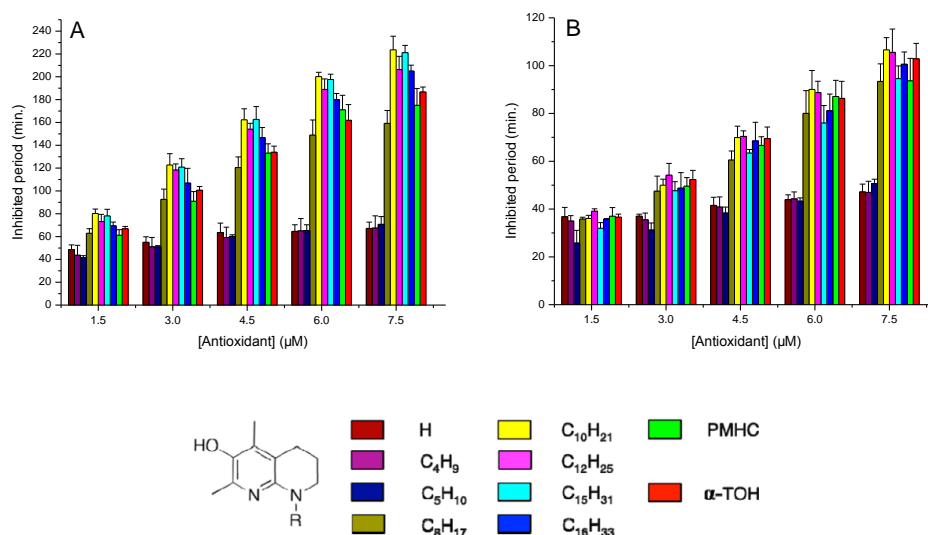 A
Inhibited period (min.)
240
220
200
180
160
140
120
100
80
60
40
20
0
1.5 3.0 4.5 6.0 7.5
[Antioxidant] (µM)
B
Inhibited period (min.)
120
100
80
60
40
20
0
1.5 3.0 4.5 6.0 7.5
[Antioxidant] (µM)
HO
N N
R
H
C₄H₉
C₅H₁₀
C₈H₁₇
C₁₀H₂₁
C₁₂H₂₅
C₁₅H₃₁
C₁₆H₃₃
PMHC
α-TOH